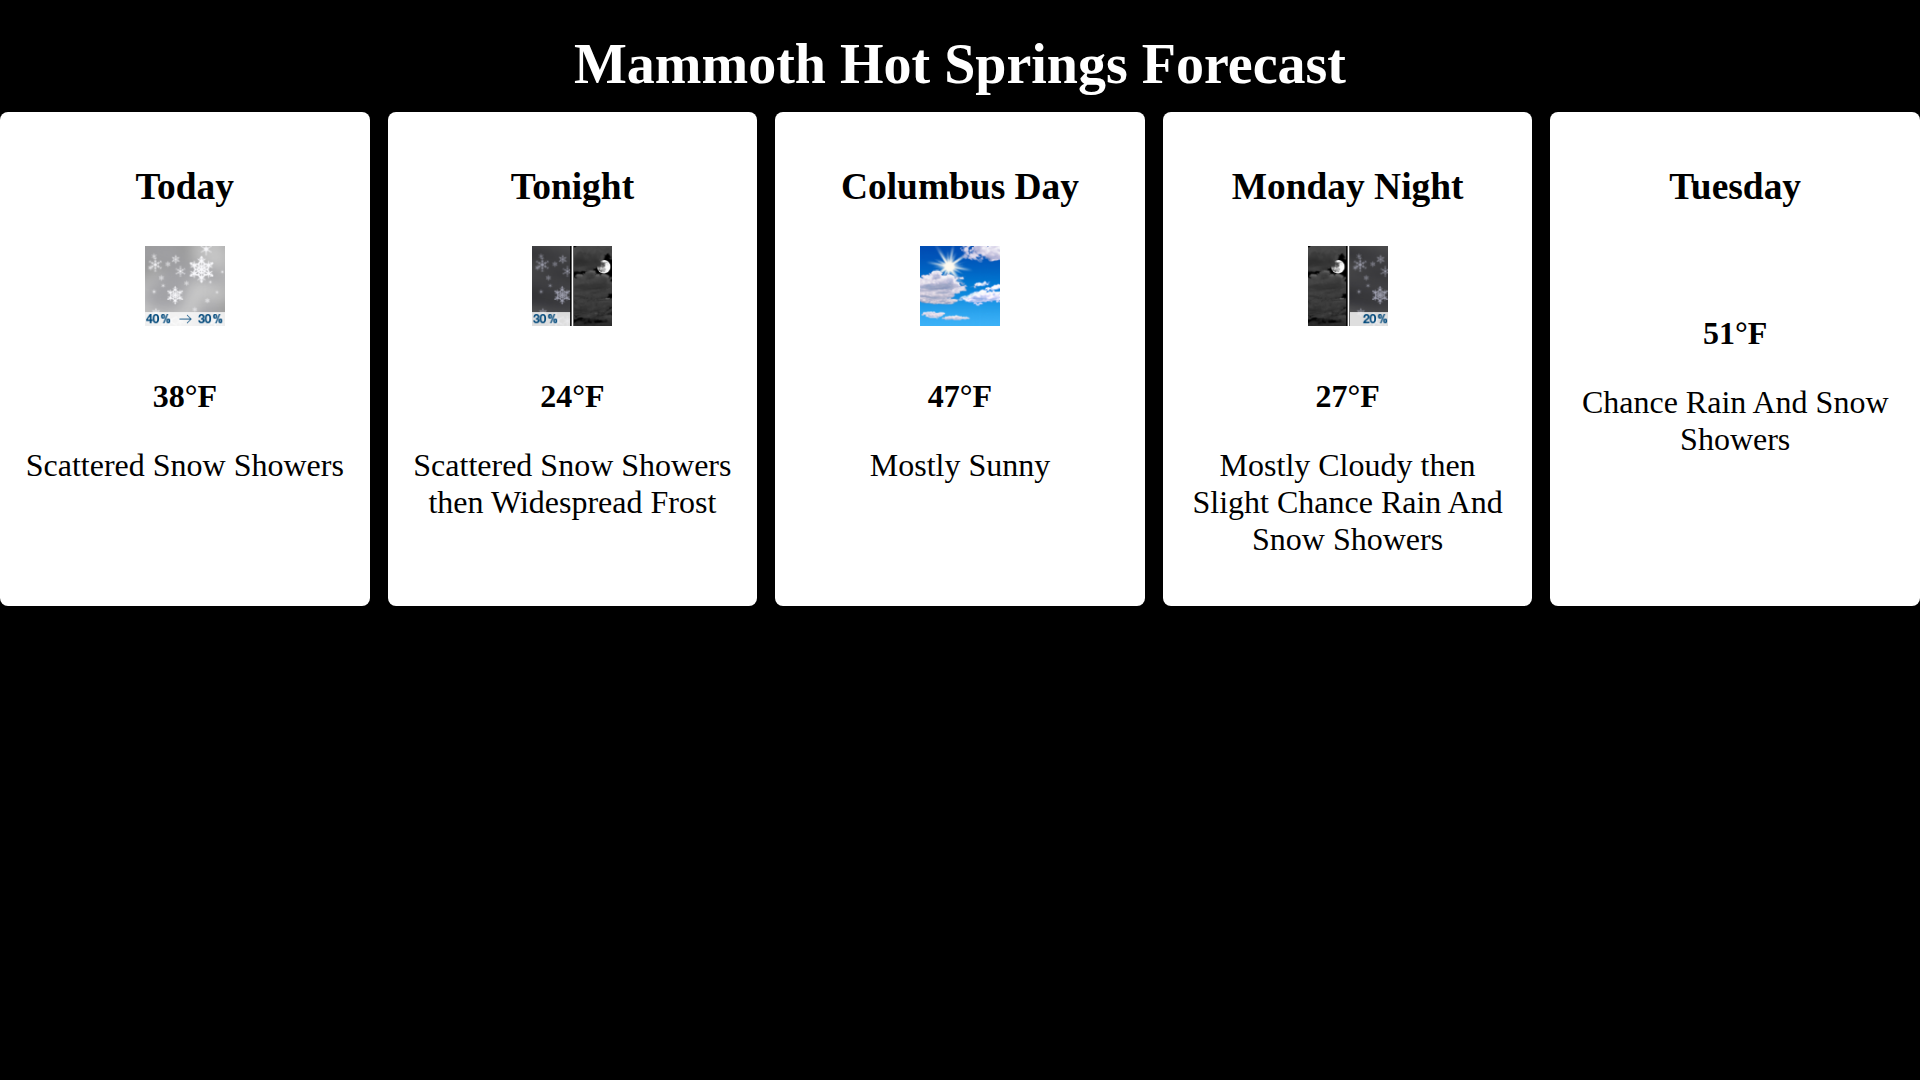 Mammoth Hot Springs Forecast
Today
40% → 30%
38°F
Scattered Snow Showers
Tonight
30%
24°F
Scattered Snow Showers
then Widespread Frost
Columbus Day
47°F
Mostly Sunny
Monday Night
20%
27°F
Mostly Cloudy then
Slight Chance Rain And
Snow Showers
Tuesday
51°F
Chance Rain And Snow
Showers